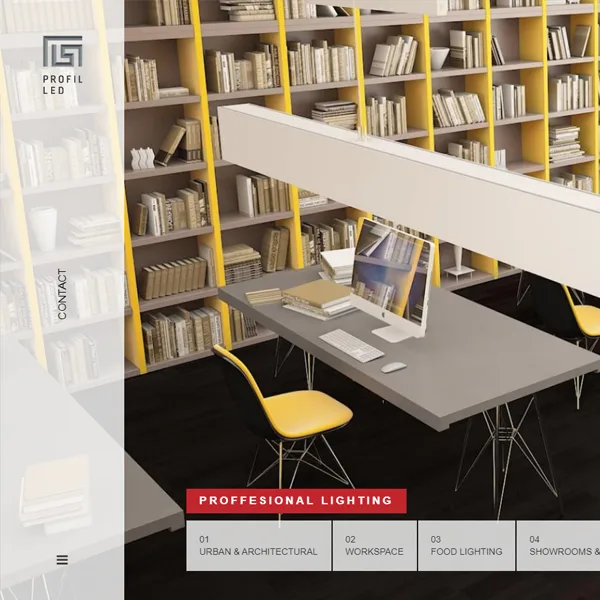 PROFIL
LED
CONTACT
PROFFESIONAL LIGHTING
01
URBAN & ARCHITECTURAL
02
WORKSPACE
03
FOOD LIGHTING
04
SHOWROOMS &